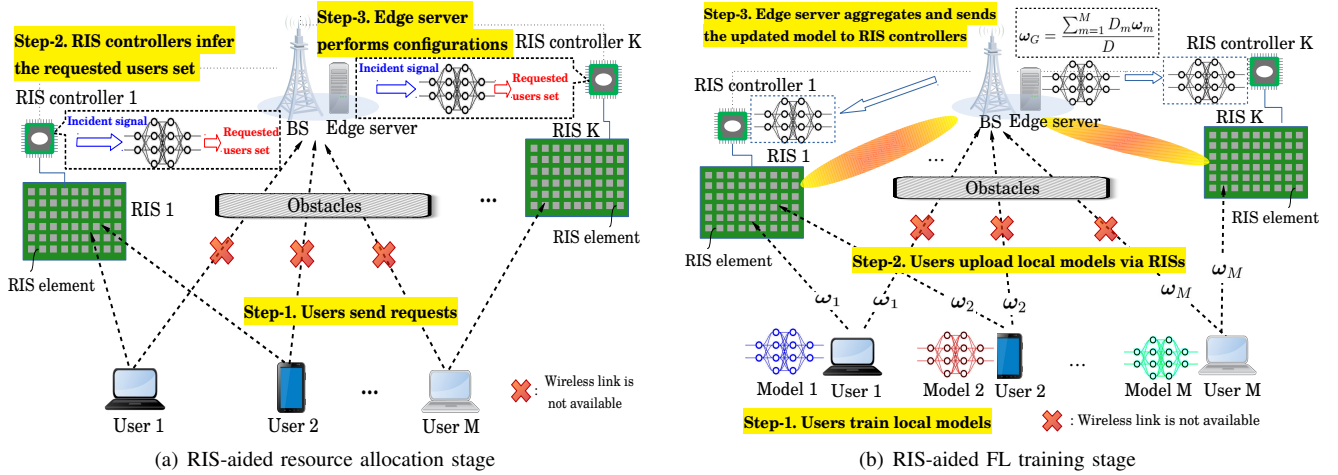 Step-2. RIS controllers infer
the requested users set
Step-3. Edge server
performs configurations
RIS controller K
RIS controller 1
Incident signal
Requested
users set
Incident signal
Requested
users set
BS
Edge server
RIS K
RIS 1
Obstacles
...
RIS element
RIS element
Step-1. Users send requests
...
User 1
User 2
User M
: Wireless link is
not available
(a) RIS-aided resource allocation stage
Step-3. Edge server aggregates and sends
the updated model to RIS controllers
ω_G = \frac{\sum_{m=1}^{M} D_m ω_m}{D}
RIS controller K
RIS controller 1
BS
Edge server
RIS K
RIS 1
...
Obstacles
RIS element
RIS element
Step-2. Users upload local models via RISs
ω_1
ω_1
ω_2
ω_2
ω_M
ω_M
...
Model 1
User 1
Model 2
User 2
Model M
User M
Step-1. Users train local models
: Wireless link is not available
(b) RIS-aided FL training stage